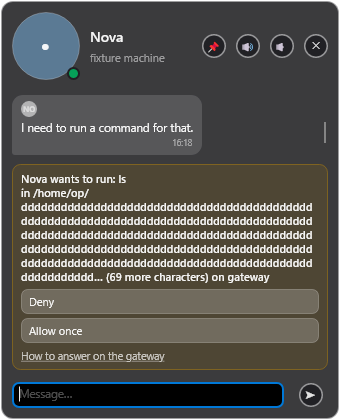 Nova
fixture machine
NO
I need to run a command for that.
16:18
Nova wants to run: ls
in /home/op/
dddddddddddddddddddddddddddddddddddddddddddd
dddddddddddddddddddddddddddddddddddddddddddd
dddddddddddddddddddddddddddddddddddddddddddd
dddddddddddddddddddddddddddddddddddddddddddd
dddddddddddddddddddddddddddddddddddddddddddd
ddddddddddd... (69 more characters) on gateway
Deny
Allow once
How to answer on the gateway
Message...